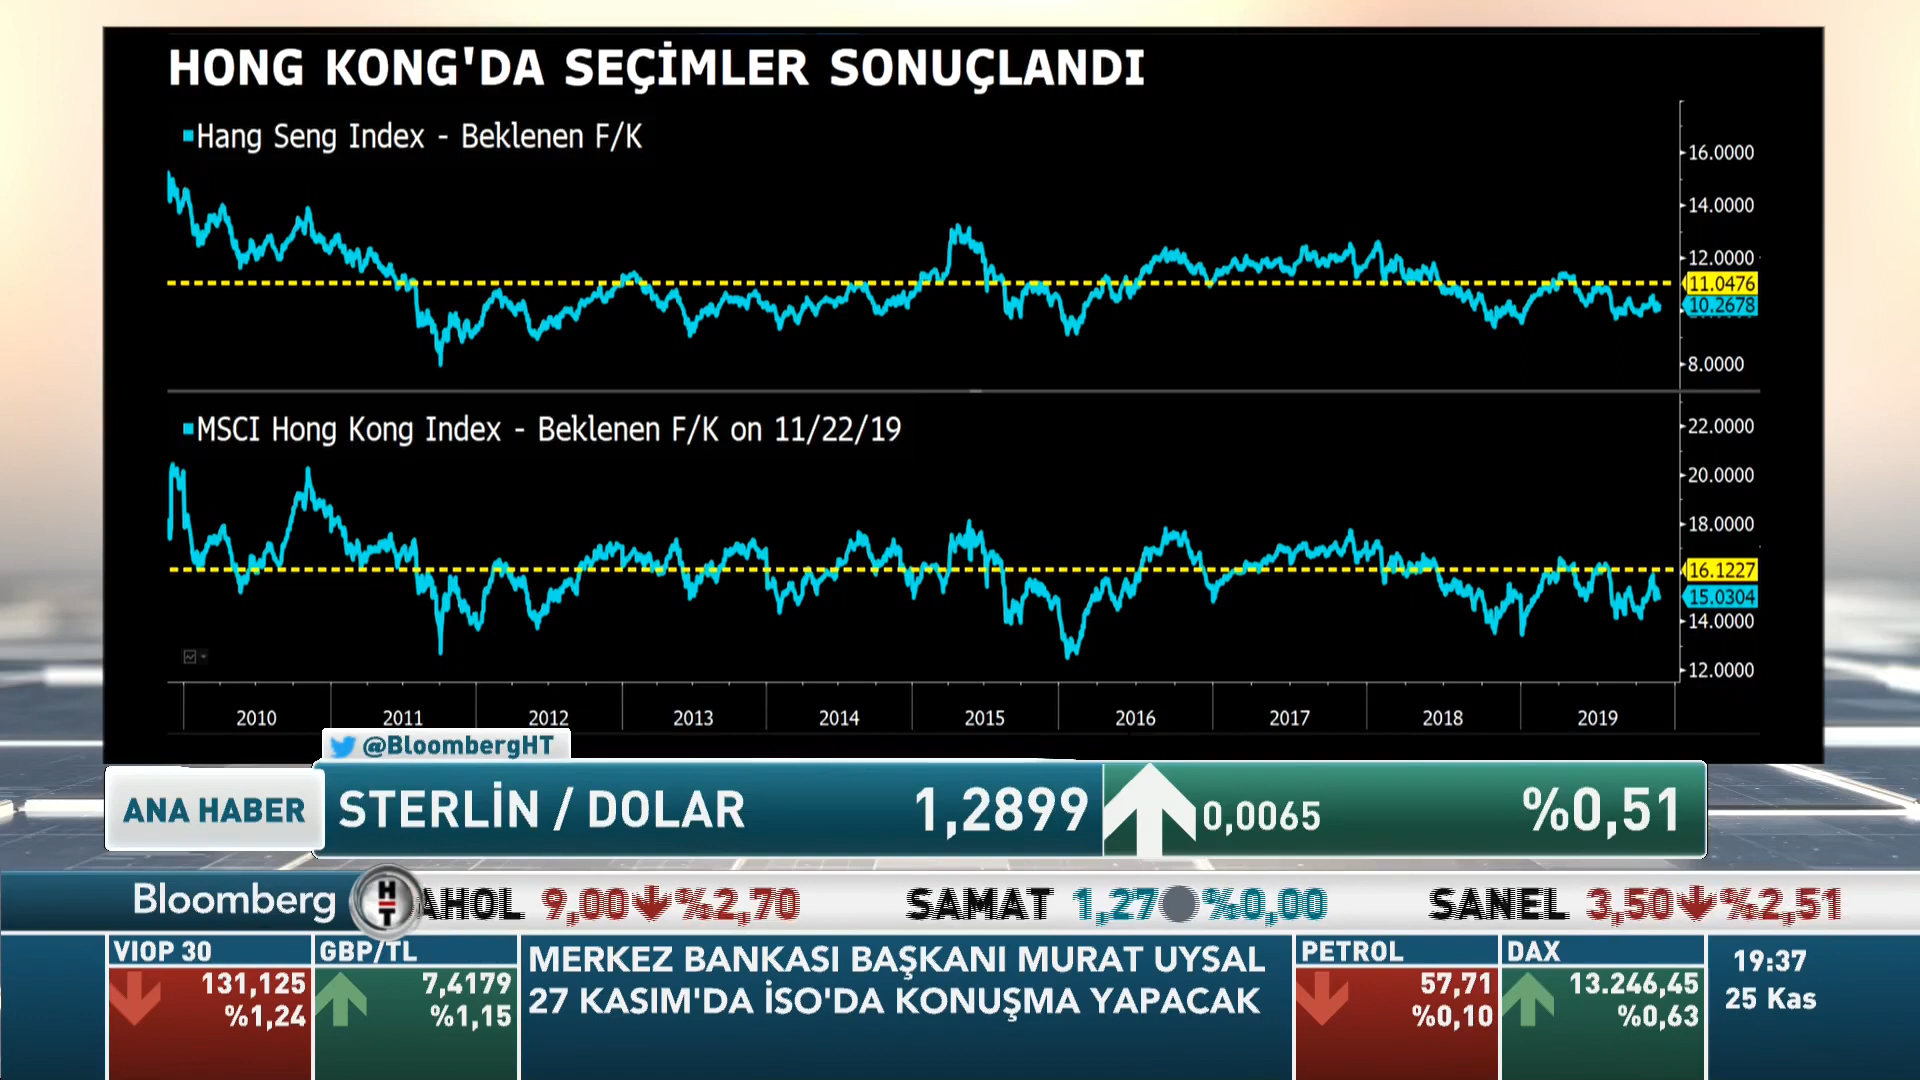 HONG KONG'DA SEÇİMLER SONUÇLANDI
Hang Seng Index - Beklenen F/K
16.0000
14.0000
12.0000
11.0476
10.2678
8.0000
MSCI Hong Kong Index - Beklenen F/K on 11/22/19
22.0000
20.0000
18.0000
16.1227
15.0304
14.0000
12.0000
2010 2011 2012 2013 2014 2015 2016 2017 2018 2019
@BloombergHT
ANA HABER STERLİN / DOLAR 1,2899 0,0065 %0,51
Bloomberg HT AHOL 9,00 %2,70 SAMAT 1,27 %0,00 SANEL 3,50 %2,51
VIOP 30
131,125
%1,24
GBP/TL
7,4179
%1,15
MERKEZ BANKASI BAŞKANI MURAT UYSAL
27 KASIM'DA İSO'DA KONUŞMA YAPACAK
PETROL
57,71
%0,10
DAX
13.246,45
%0,63
19:37
25 Kas